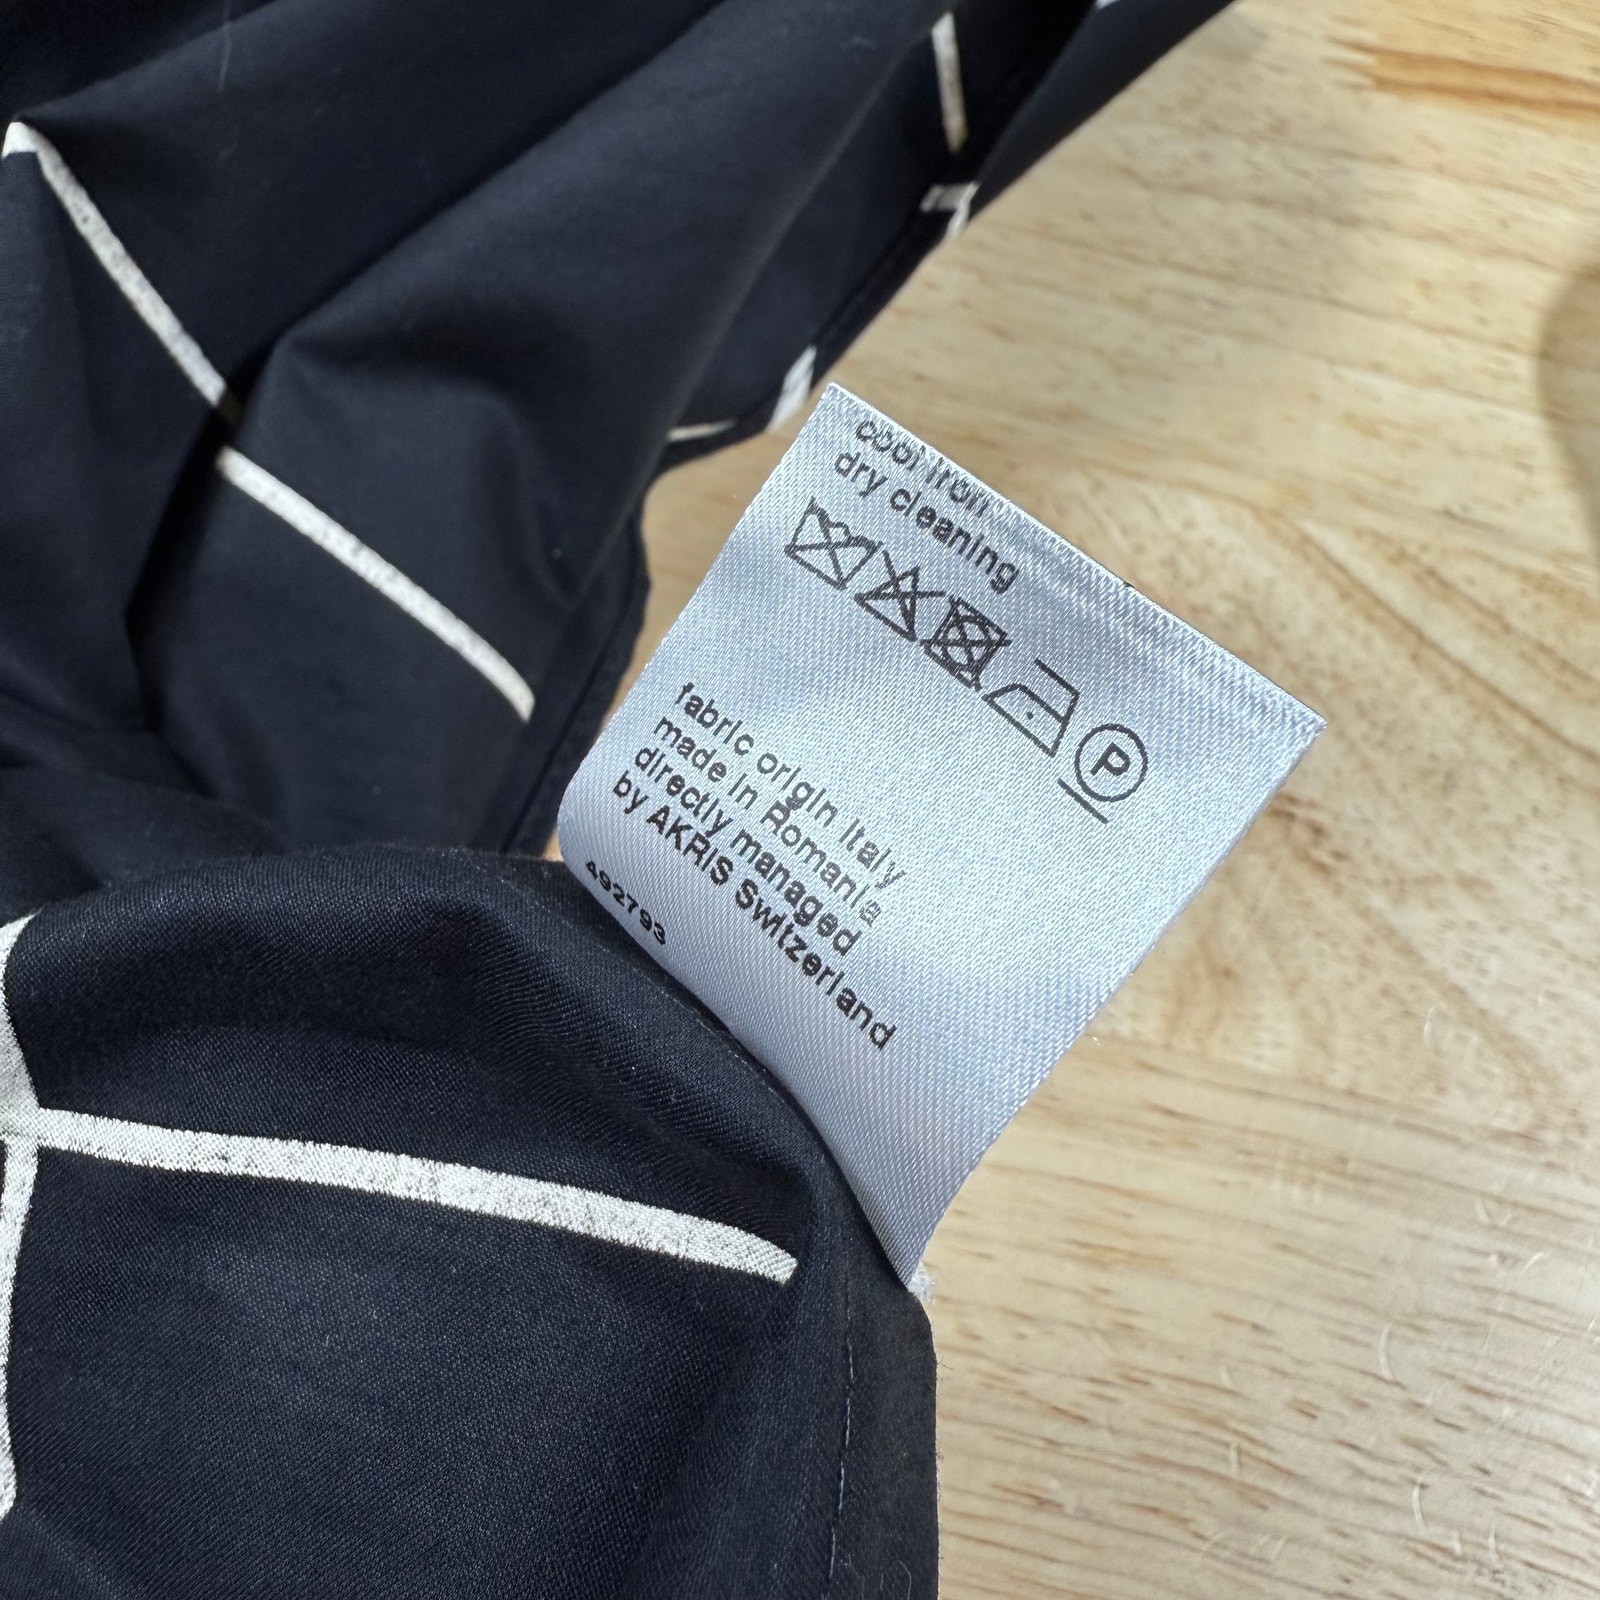 cool iron
dry cleaning
P
fabric origin Italy
made in Romania
directly managed
by AKRIS Switzerland
492793